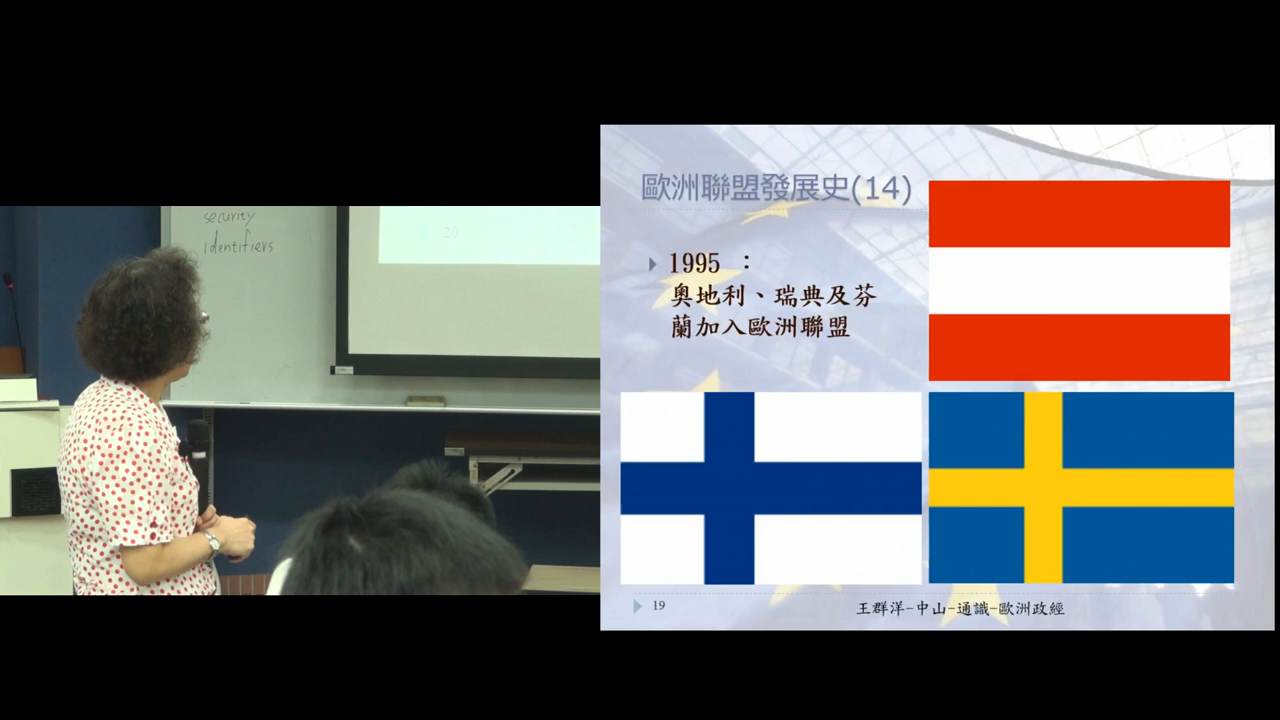 security
identifiers
20
歐洲聯盟發展史(14)
1995 ：
奧地利、瑞典及芬
蘭加入歐洲聯盟
19
王群洋-中山-通識-歐洲政經